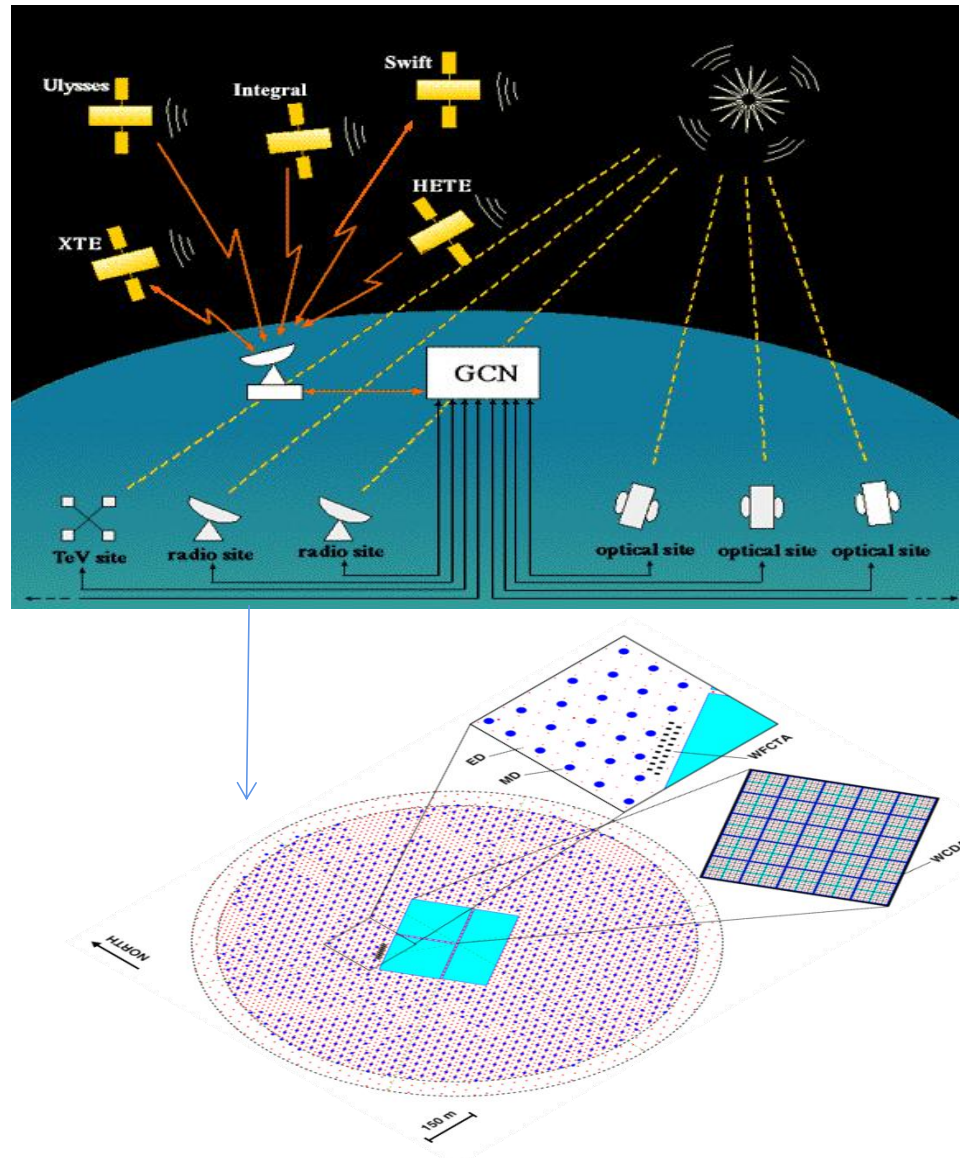 Ulysses
Integral
Swift
HETE
XTE
GCN
TeV site
radio site
radio site
optical site
optical site
optical site
ED
MD
WFCTA
NORTH
150 m